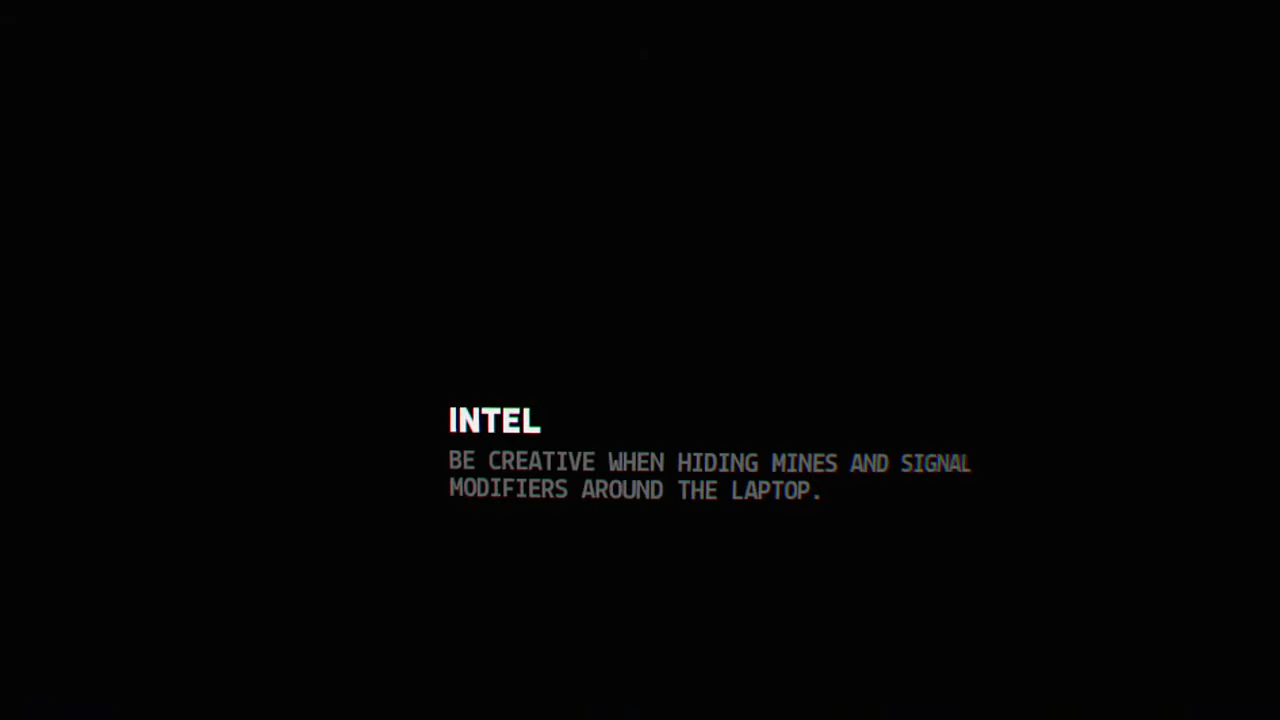 INTEL
BE CREATIVE WHEN HIDING MINES AND SIGNAL
MODIFIERS AROUND THE LAPTOP.